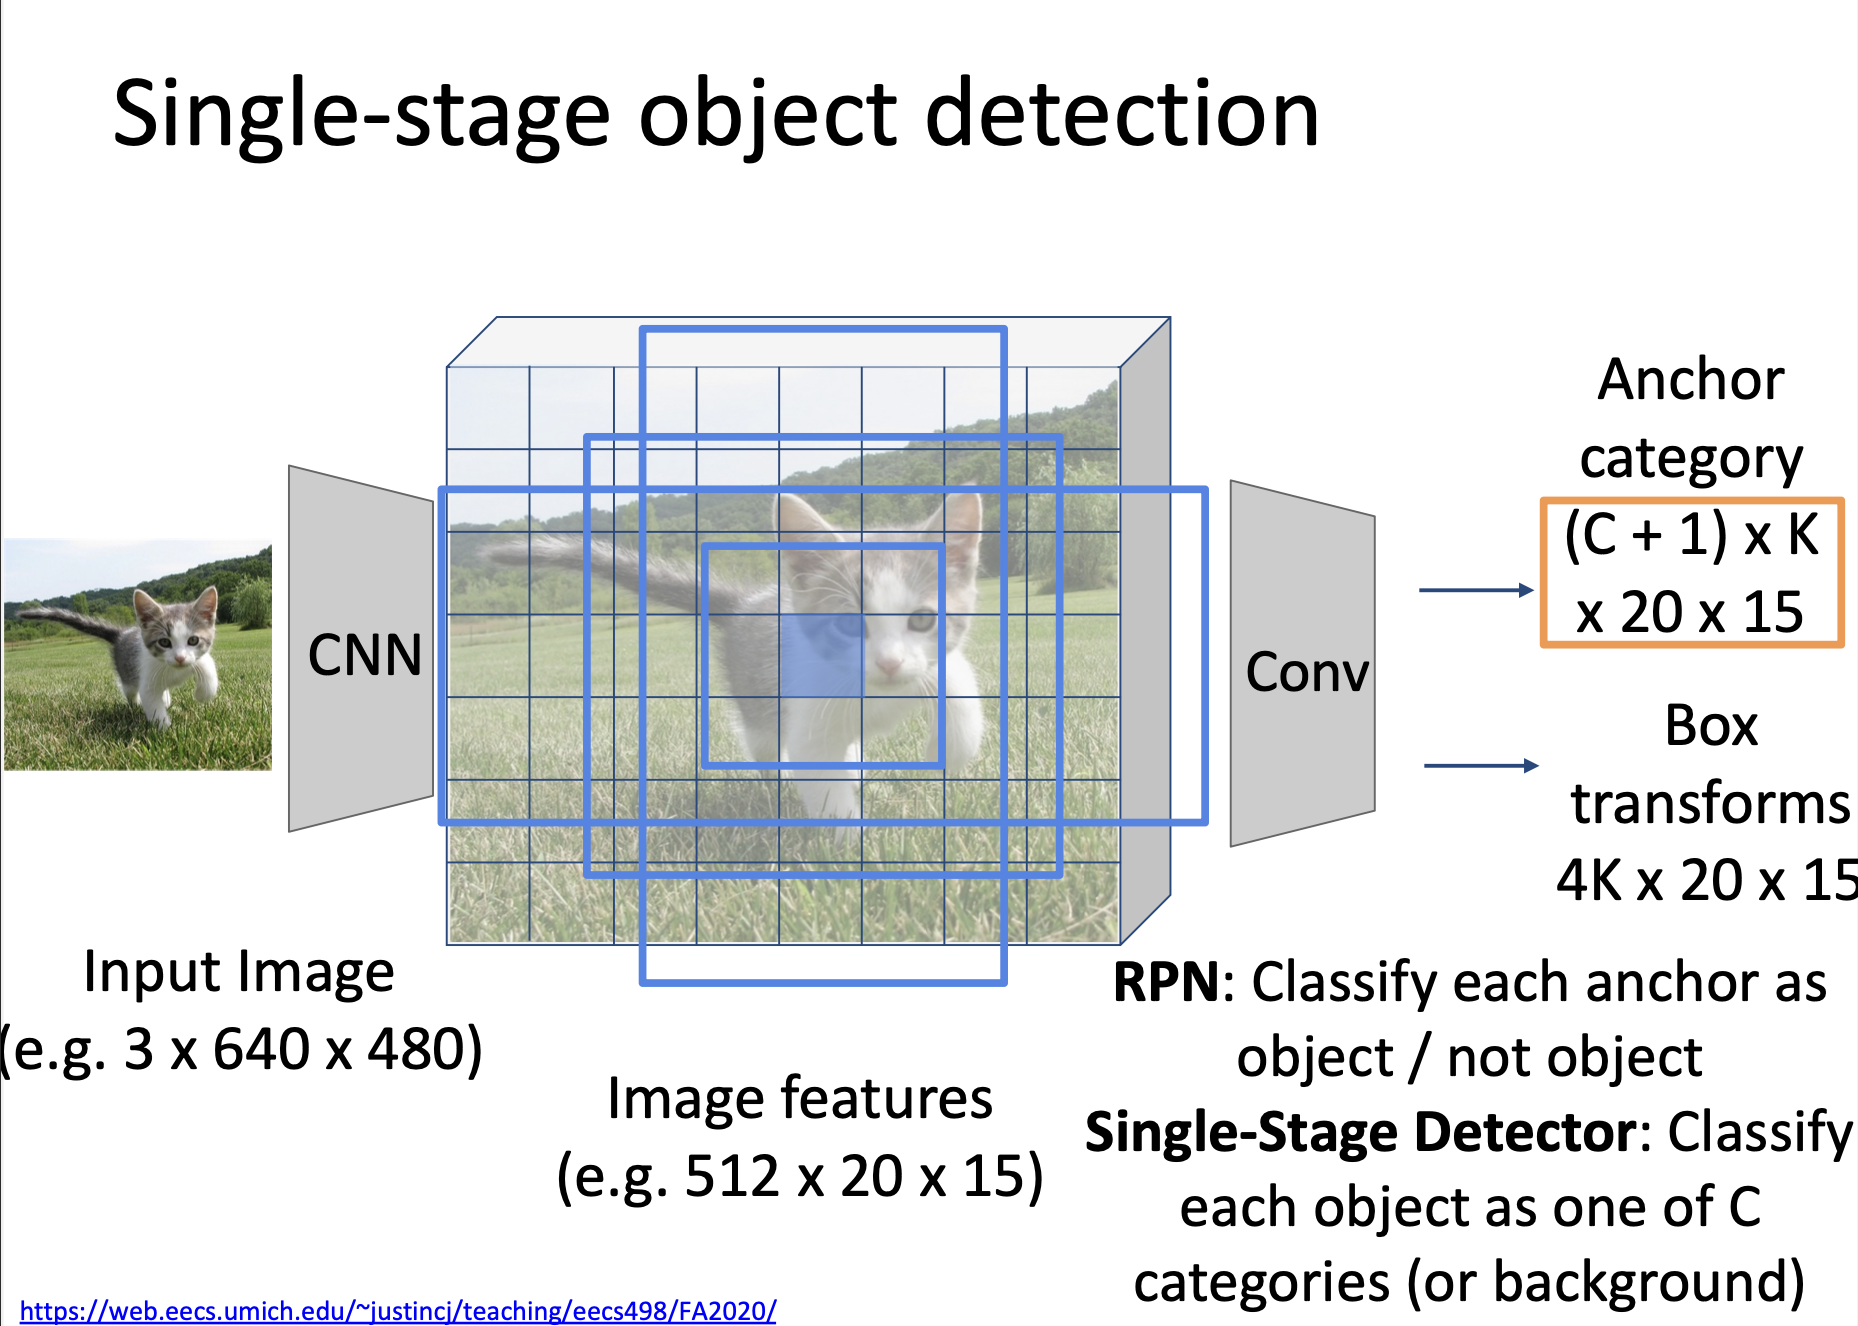 Single-stage object detection
CNN
Conv
Anchor
category
(C + 1) x K
x 20 x 15
Box
transforms
4K x 20 x 15
Input Image
(e.g. 3 x 640 x 480)
Image features
(e.g. 512 x 20 x 15)
RPN: Classify each anchor as
object / not object
Single-Stage Detector: Classify
each object as one of C
categories (or background)
https://web.eecs.umich.edu/~justincj/teaching/eecs498/FA2020/